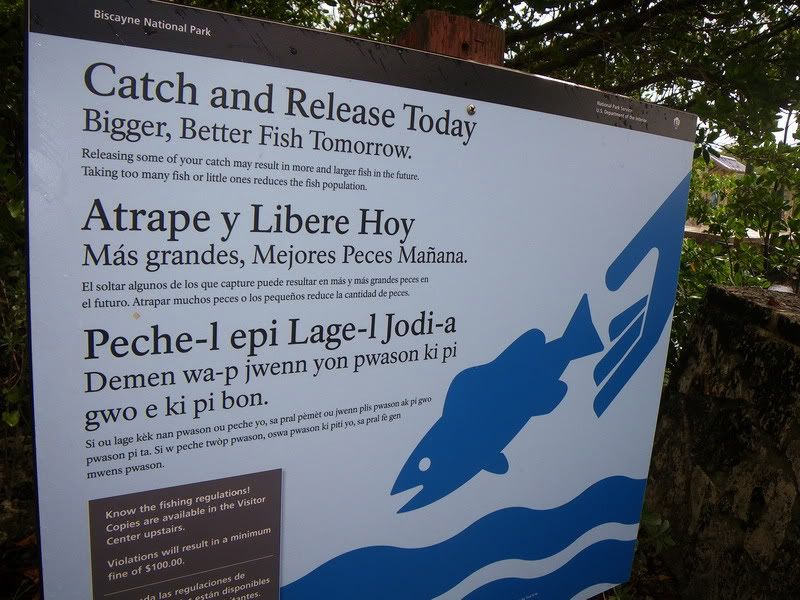 Biscayne National Park
National Park Service
U.S. Department of the Interior
Catch and Release Today
Bigger, Better Fish Tomorrow.
Releasing some of your catch may result in more and larger fish in the future.
Taking too many fish or little ones reduces the fish population.
Atrape y Libere Hoy
Más grandes, Mejores Peces Mañana.
El soltar algunos de los que capture puede resultar en más y más grandes peces en
el futuro. Atrapar muchos peces o los pequeños reduce la cantidad de peces.
Peche-l epi Lage-l Jodi-a
Demen wa-p jwenn yon pwason ki pi
gwo e ki pi bon.
Si ou lage kèk nan pwason ou peche yo, sa pral pèmèt ou jwenn plis pwason ak pi gwo
pwason pi ta. Si w peche twòp pwason, oswa pwason ki piti yo, sa pral fè gen
mwens pwason.
Know the fishing regulations!
Copies are available in the Visitor
Center upstairs.
Violations will result in a minimum
fine of $100.00.
las regulaciones de
están disponibles